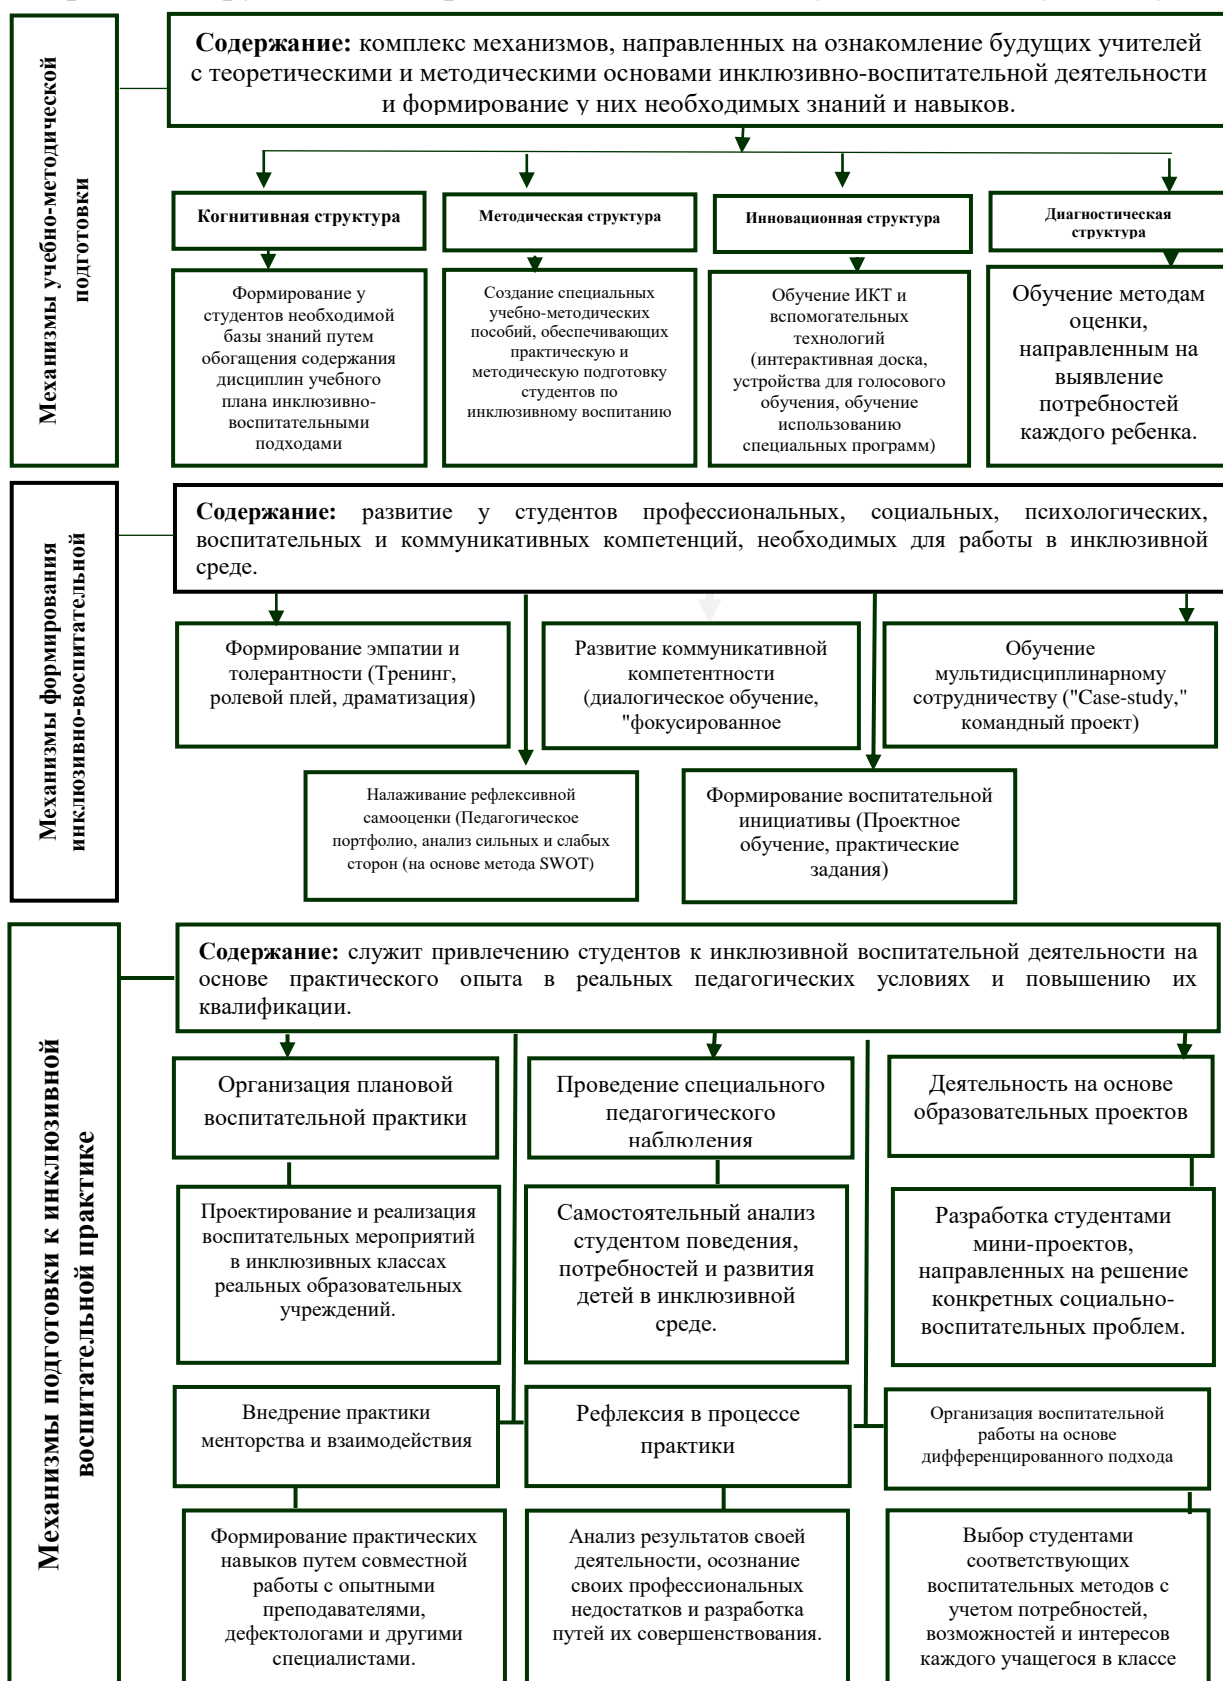 Механизмы учебно-методической
подготовки
Содержание: комплекс механизмов, направленных на ознакомление будущих учителей
с теоретическими и методическими основами инклюзивно-воспитательной деятельности
и формирование у них необходимых знаний и навыков.
Когнитивная структура
Методическая структура
Инновационная структура
Диагностическая
структура
Формирование у
студентов необходимой
базы знаний путем
обогащения содержания
дисциплин учебного
плана инклюзивно-
воспитательными
подходами
Создание специальных
учебно-методических
пособий, обеспечивающих
практическую и
методическую подготовку
студентов по
инклюзивному воспитанию
Обучение ИКТ и
вспомогательных
технологий
(интерактивная доска,
устройства для голосового
обучения, обучение
использованию
специальных программ)
Обучение методам
оценки,
направленным на
выявление
потребностей
каждого ребенка.
Механизмы формирования
инклюзивно-воспитательной
Содержание: развитие у студентов профессиональных, социальных, психологических,
воспитательных и коммуникативных компетенций, необходимых для работы в инклюзивной
среде.
Формирование эмпатии и
толерантности (Тренинг,
ролевой плей, драматизация)
Развитие коммуникативной
компетентности
(диалогическое обучение,
"фокусированное
Обучение
мультидисциплинарному
сотрудничеству ("Case-study,"
командный проект)
Налаживание рефлексивной
самооценки (Педагогическое
портфолио, анализ сильных и слабых
сторон (на основе метода SWOT)
Формирование воспитательной
инициативы (Проектное
обучение, практические
задания)
Механизмы подготовки к инклюзивной
воспитательной практике
Содержание: служит привлечению студентов к инклюзивной воспитательной деятельности на
основе практического опыта в реальных педагогических условиях и повышению их
квалификации.
Организация плановой
воспитательной практики
Проведение специального
педагогического
наблюдения
Деятельность на основе
образовательных проектов
Проектирование и реализация
воспитательных мероприятий
в инклюзивных классах
реальных образовательных
учреждений.
Самостоятельный анализ
студентом поведения,
потребностей и развития
детей в инклюзивной
среде.
Разработка студентами
мини-проектов,
направленных на решение
конкретных социально-
воспитательных проблем.
Внедрение практики
менторства и взаимодействия
Рефлексия в процессе
практики
Организация воспитательной
работы на основе
дифференцированного подхода
Формирование практических
навыков путем совместной
работы с опытными
преподавателями,
дефектологами и другими
специалистами.
Анализ результатов своей
деятельности, осознание
своих профессиональных
недостатков и разработка
путей их совершенствования.
Выбор студентами
соответствующих
воспитательных методов с
учетом потребностей,
возможностей и интересов
каждого учащегося в классе